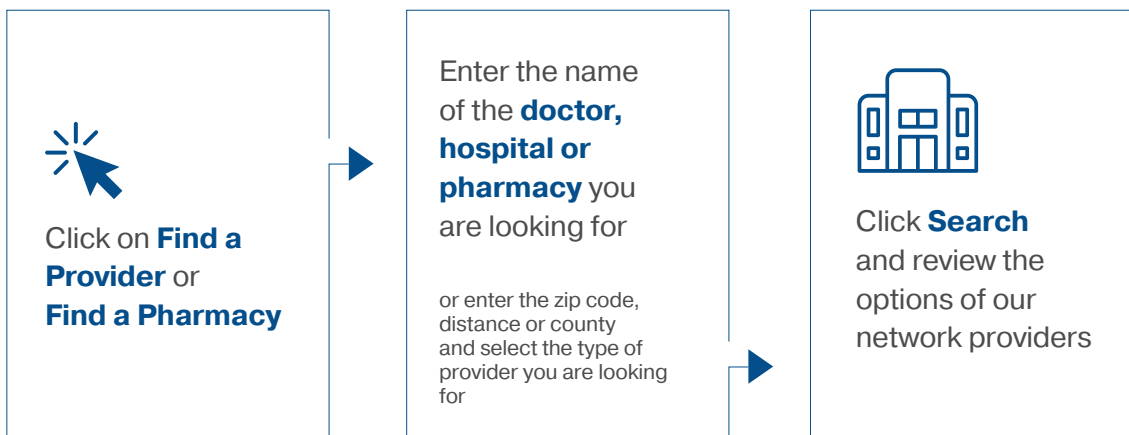 Click on Find a
Provider or
Find a Pharmacy
Enter the name
of the doctor,
hospital or
pharmacy you
are looking for
or enter the zip code,
distance or county
and select the type of
provider you are looking
for
Click Search
and review the
options of our
network providers